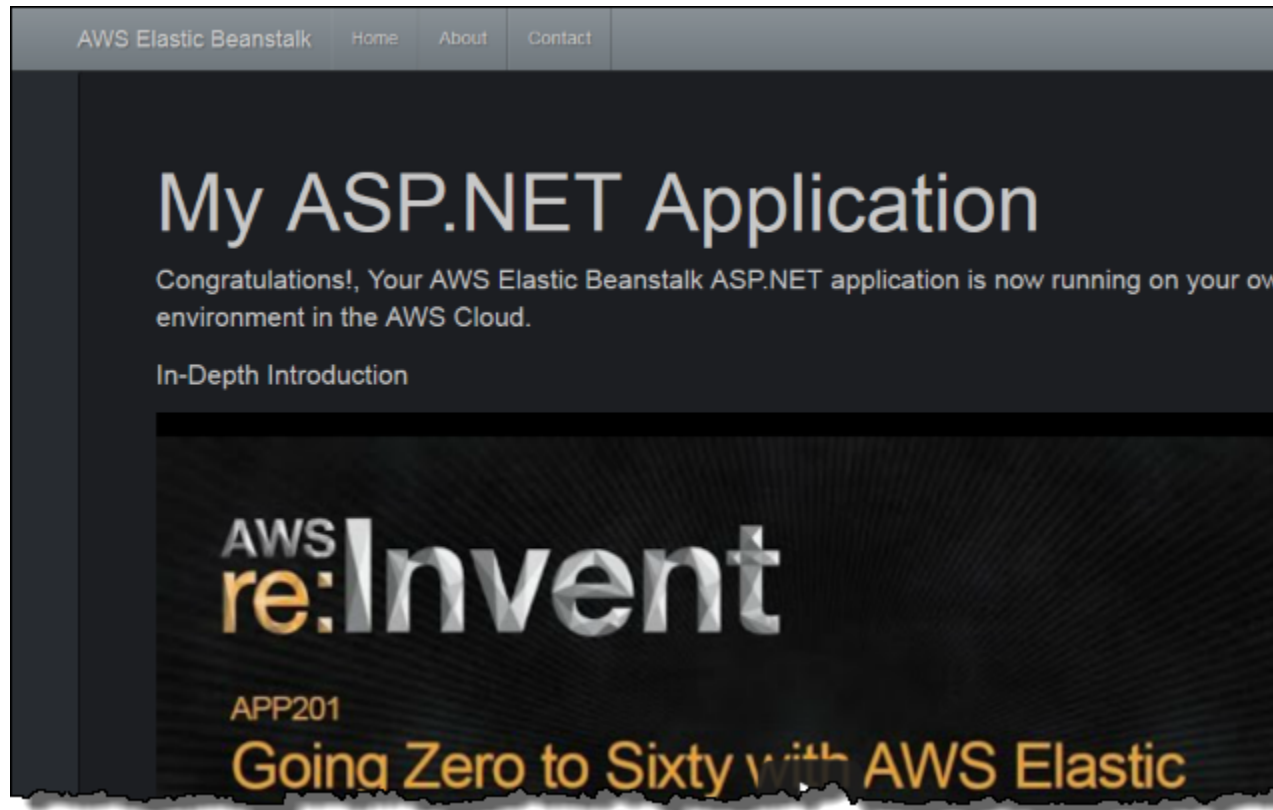 AWS Elastic Beanstalk Home About Contact
My ASP.NET Application
Congratulations!, Your AWS Elastic Beanstalk ASP.NET application is now running on your ow
environment in the AWS Cloud.
In-Depth Introduction
AWS
re:Invent
APP201
Going Zero to Sixty with AWS Elastic